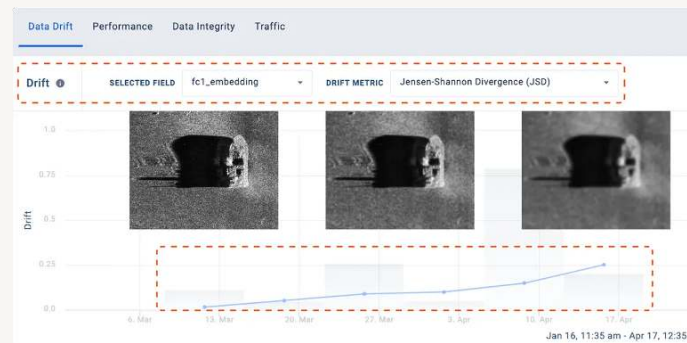 Data Drift Performance Data Integrity Traffic
Drift SELECTED FIELD fc1_embedding DRIFT METRIC Jensen-Shannon Divergence (JSD)
1.0
0.75
0.5
0.25
0.0
Drift
6. Mar 13. Mar 20. Mar 27. Mar 3. Apr 10. Apr 17. Apr
Jan 16, 11:35 am - Apr 17, 12:35